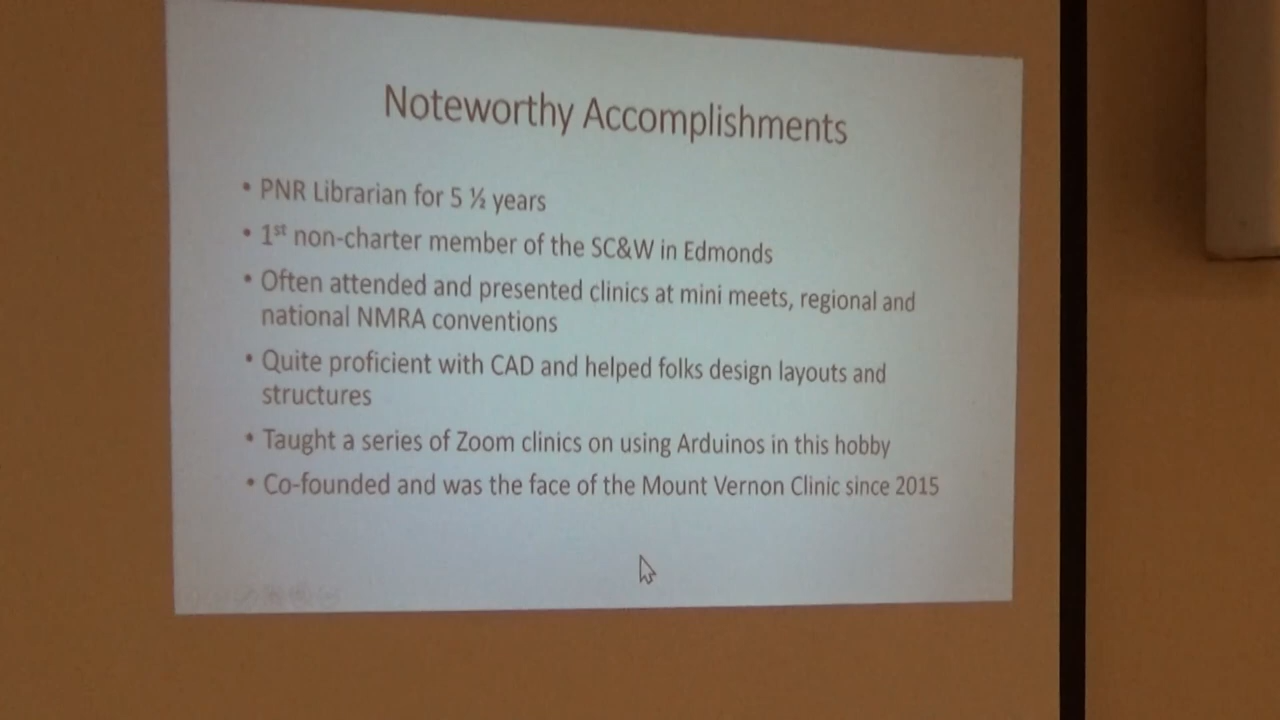 Noteworthy Accomplishments
• PNR Librarian for 5 ½ years
• 1st non-charter member of the SC&W in Edmonds
• Often attended and presented clinics at mini meets, regional and
national NMRA conventions
• Quite proficient with CAD and helped folks design layouts and
structures
• Taught a series of Zoom clinics on using Arduinos in this hobby
• Co-founded and was the face of the Mount Vernon Clinic since 2015